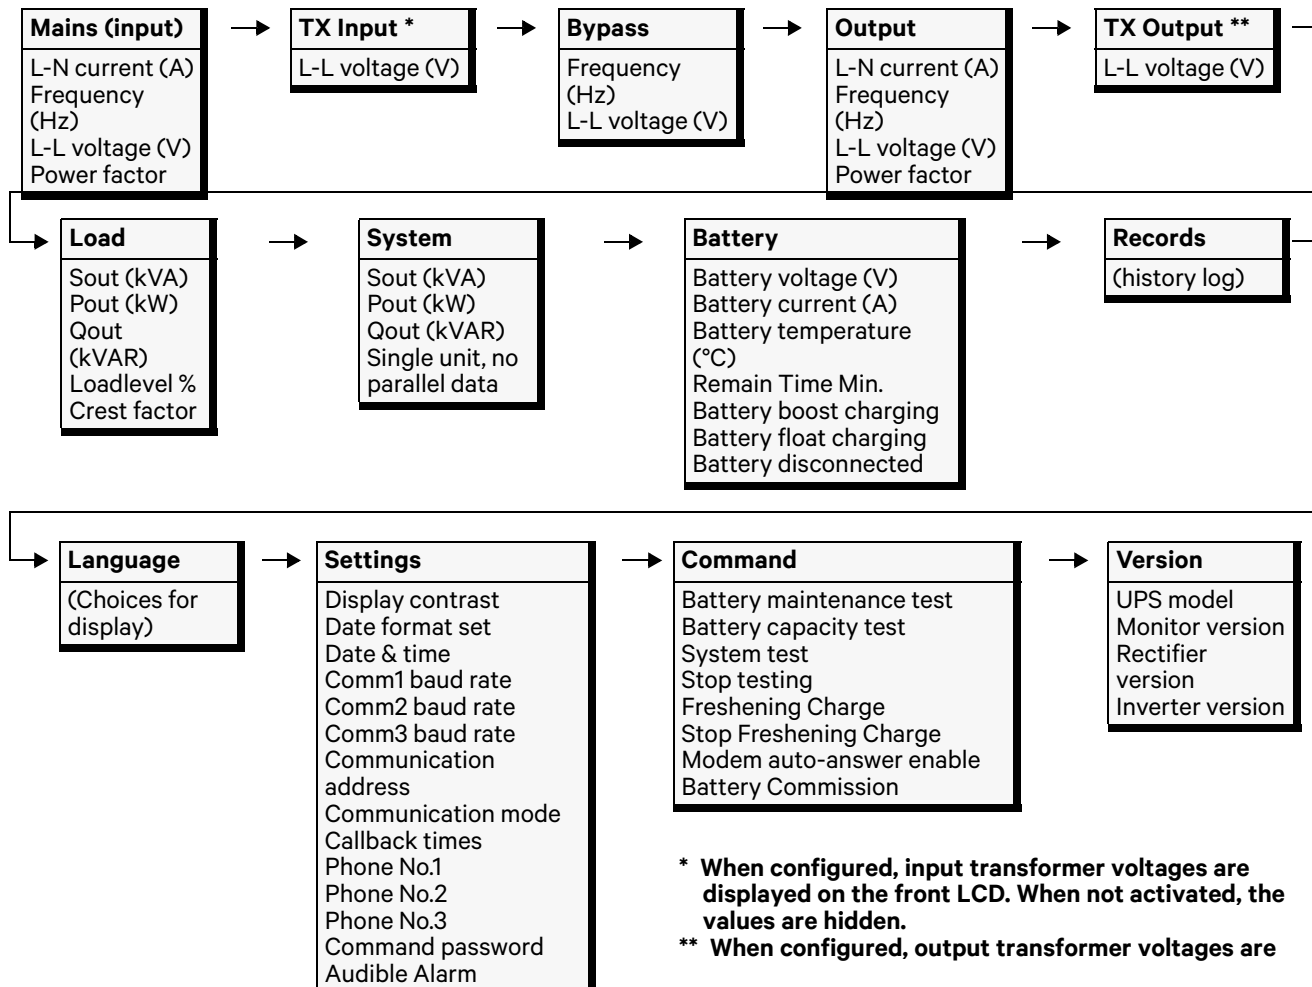 Mains (input)
L-N current (A)
Frequency
(Hz)
L-L voltage (V)
Power factor
TX Input *
L-L voltage (V)
Bypass
Frequency
(Hz)
L-L voltage (V)
Output
L-N current (A)
Frequency
(Hz)
L-L voltage (V)
Power factor
TX Output **
L-L voltage (V)
Load
Sout (kVA)
Pout (kW)
Qout
(kVAR)
Loadlevel %
Crest factor
System
Sout (kVA)
Pout (kW)
Qout (kVAR)
Single unit, no
parallel data
Battery
Battery voltage (V)
Battery current (A)
Battery temperature
(°C)
Remain Time Min.
Battery boost charging
Battery float charging
Battery disconnected
Records
(history log)
Language
(Choices for
display)
Settings
Display contrast
Date format set
Date & time
Comm1 baud rate
Comm2 baud rate
Comm3 baud rate
Communication
address
Communication mode
Callback times
Phone No.1
Phone No.2
Phone No.3
Command password
Audible Alarm
Command
Battery maintenance test
Battery capacity test
System test
Stop testing
Freshening Charge
Stop Freshening Charge
Modem auto-answer enable
Battery Commission
Version
UPS model
Monitor version
Rectifier
version
Inverter version
* When configured, input transformer voltages are
displayed on the front LCD. When not activated, the
values are hidden.
** When configured, output transformer voltages are